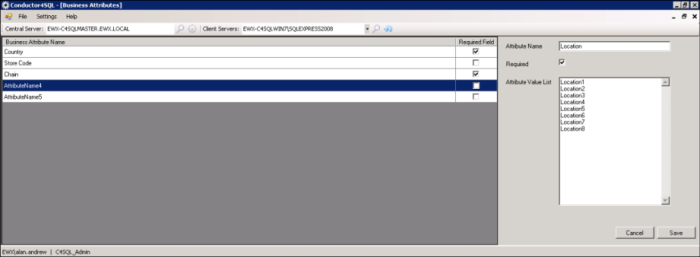 Conductor4SQL - [Business Attributes]
File Settings Help
Central Server: EWX-C4SQLMASTER.EWX.LOCAL Client Servers: EWX-C4SQLWIN7\SQLEXPRESS2008
Business Attribute Name Required Field
Country
Store Code
Chain
AttributeName4
AttributeName5
Attribute Name Location
Required
Attribute Value List Location1
Location2
Location3
Location4
Location5
Location6
Location7
Location8
Cancel Save
EWX\alan.andrew | C4SQL_Admin